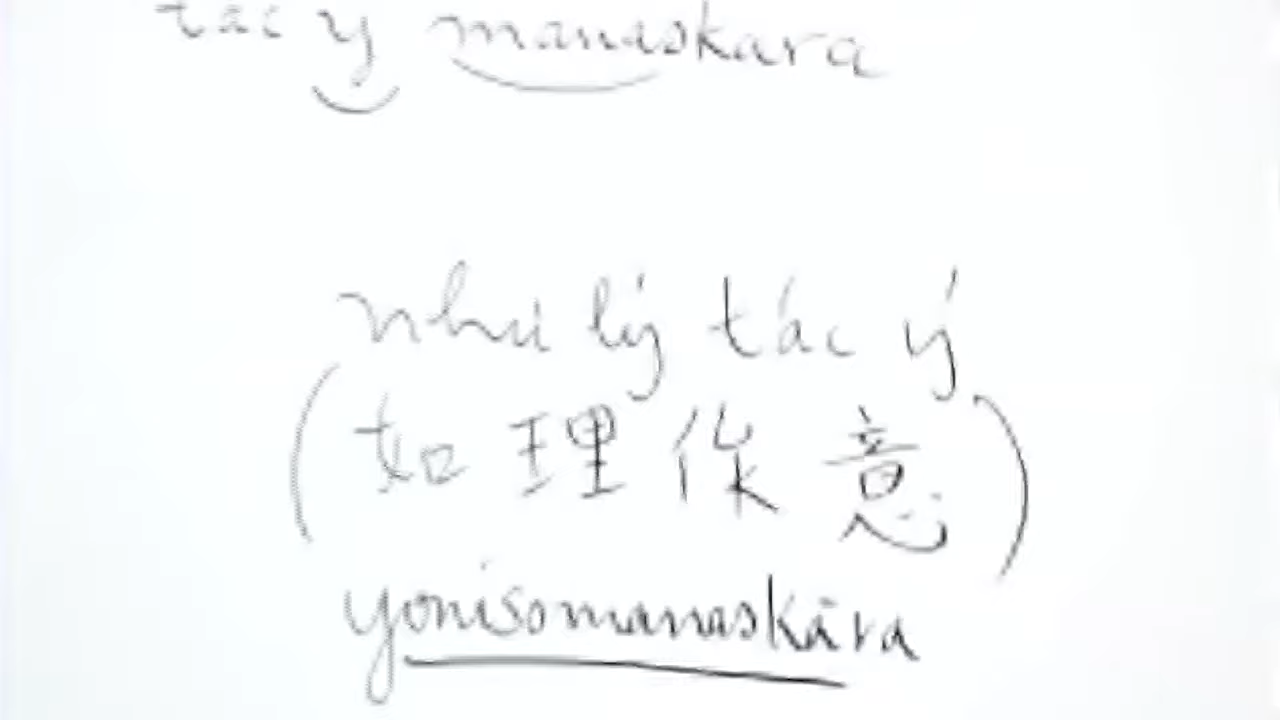 tác ý manaskara
như lý tác ý
(如理作意)
yonisomanaskāra